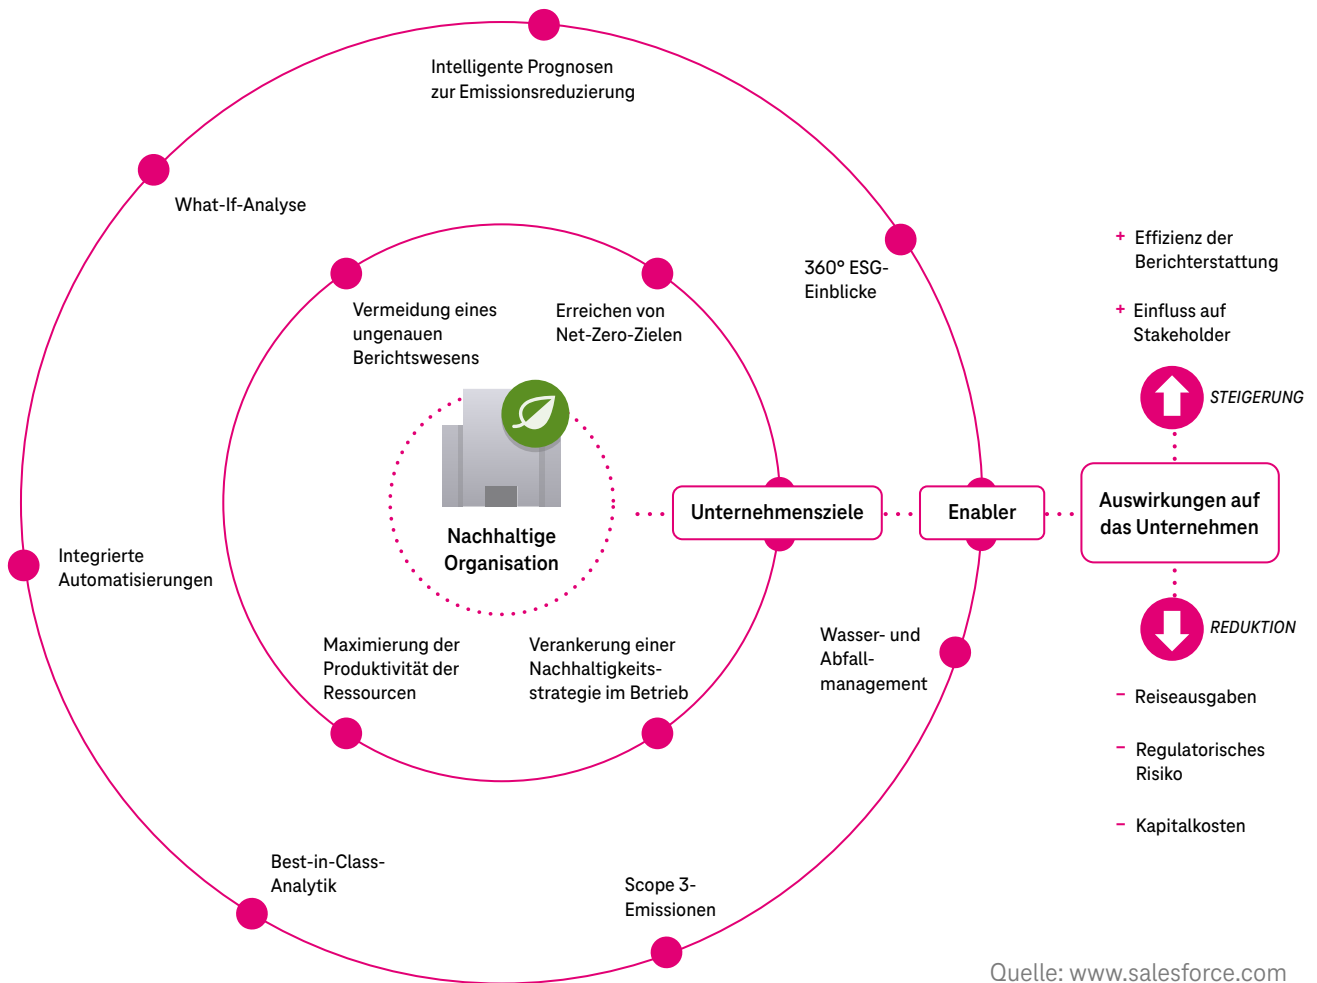 Intelligente Prognosen
zur Emissionsreduzierung
What-If-Analyse
360° ESG-
Einblicke
Vermeidung eines
ungenauen
Berichtswesens
Erreichen von
Net-Zero-Zielen
Nachhaltige
Organisation
Unternehmensziele
Enabler
Auswirkungen auf
das Unternehmen
+ Effizienz der
Berichterstattung
+ Einfluss auf
Stakeholder
STEIGERUNG
REDUKTION
– Reiseausgaben
– Regulatorisches
Risiko
– Kapitalkosten
Integrierte
Automatisierungen
Maximierung der
Produktivität der
Ressourcen
Verankerung einer
Nachhaltigkeits-
strategie im Betrieb
Wasser- und
Abfall-
management
Best-in-Class-
Analytik
Scope 3-
Emissionen
Quelle: www.salesforce.com